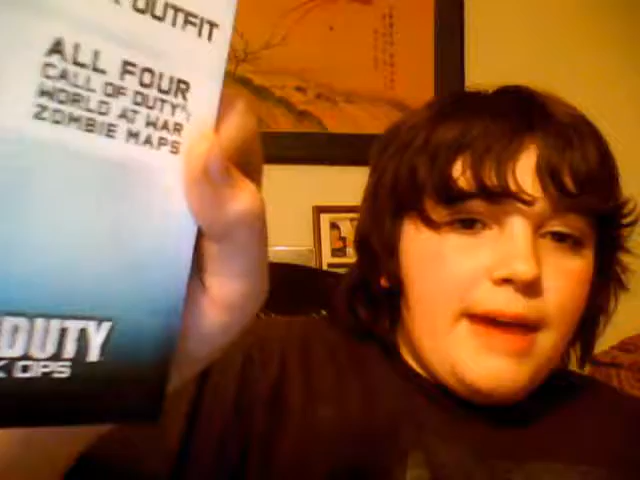 OUTFIT
ALL FOUR
CALL OF DUTY:
WORLD AT WAR
ZOMBIE MAPS
DUTY
K OPS